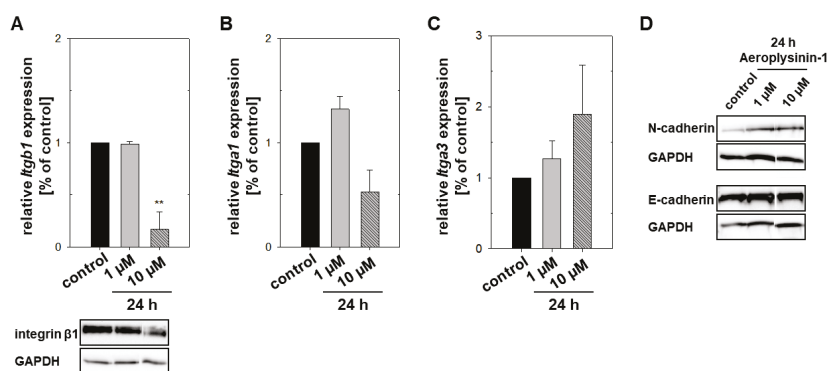 A
relative Itgb1 expression
[% of control]
2
1
0
**
control
1 µM
10 µM
24 h
integrin β1
GAPDH
B
relative Itga1 expression
[% of control]
2
1
0
control
1 µM
10 µM
24 h
C
relative Itga3 expression
[% of control]
3
2
1
0
control
1 µM
10 µM
24 h
D
24 h
Aeroplysinin-1
control
1 µM
10 µM
N-cadherin
GAPDH
E-cadherin
GAPDH